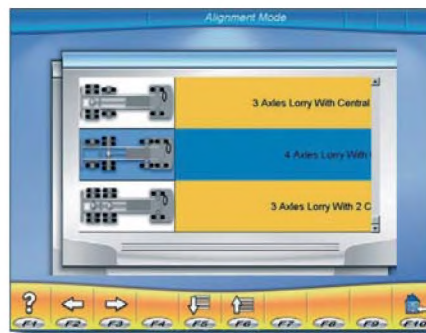 Alignment Mode
3 Axles Lorry With Central
4 Axles Lorry With
3 Axles Lorry With 2 C
?
F1 F2 F3 F4 F5 F6 F7 F8 F9 F10